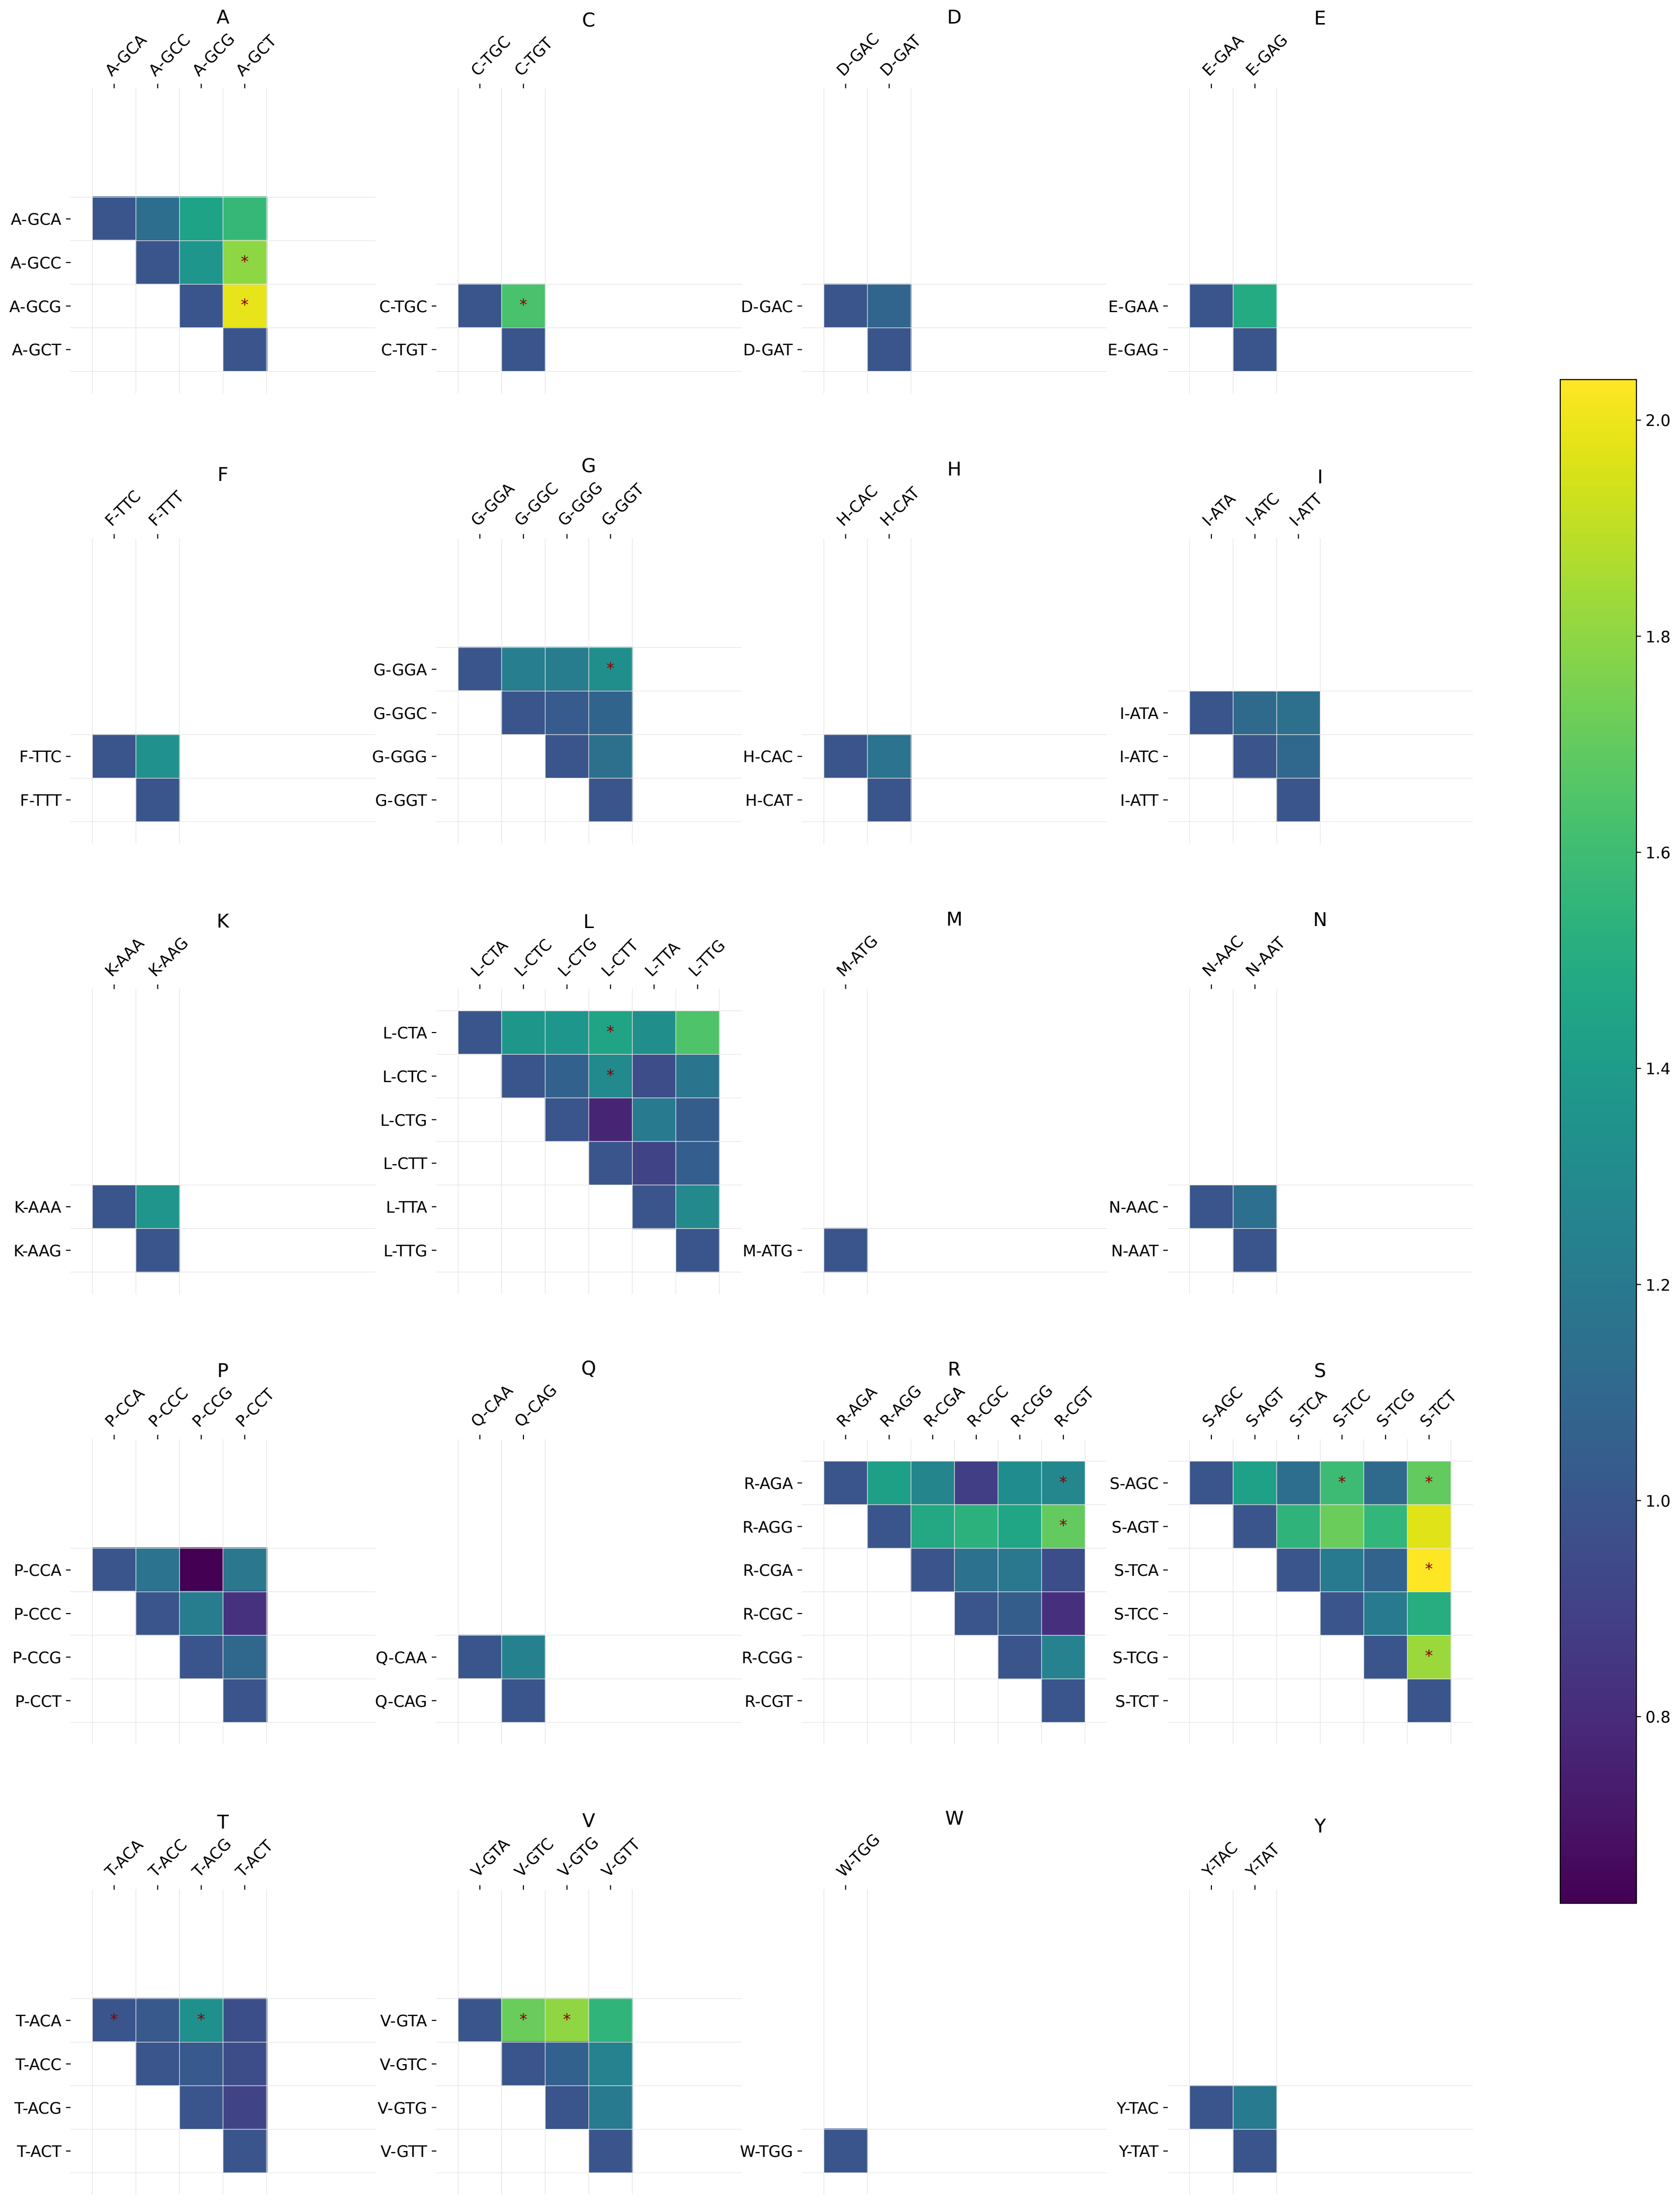 A
C
D
E
A-GCA A-GCC A-GCG A-GCT
C-TGC C-TGT
D-GAC D-GAT
E-GAA E-GAG
A-GCA
A-GCC *
A-GCG *
A-GCT
C-TGC *
C-TGT
D-GAC
D-GAT
E-GAA
E-GAG
F
G
H
I
F-TTC F-TTT
G-GGA G-GGC G-GGG G-GGT
H-CAC H-CAT
I-ATA I-ATC I-ATT
F-TTC
F-TTT
G-GGA *
G-GGC
G-GGG
G-GGT
H-CAC
H-CAT
I-ATA
I-ATC
I-ATT
K
L
M
N
K-AAA K-AAG
L-CTA L-CTC L-CTG L-CTT L-TTA L-TTG
M-ATG
N-AAC N-AAT
K-AAA
K-AAG
L-CTA *
L-CTC *
L-CTG
L-CTT
L-TTA
L-TTG
M-ATG
N-AAC
N-AAT
P
Q
R
S
P-CCA P-CCC P-CCG P-CCT
Q-CAA Q-CAG
R-AGA R-AGG R-CGA R-CGC R-CGG R-CGT
S-AGC S-AGT S-TCA S-TCC S-TCG S-TCT
P-CCA
P-CCC
P-CCG
P-CCT
Q-CAA
Q-CAG
R-AGA *
R-AGG *
R-CGA
R-CGC
R-CGG
R-CGT
S-AGC * *
S-AGT
S-TCA *
S-TCC
S-TCG *
S-TCT
T
V
W
Y
T-ACA T-ACC T-ACG T-ACT
V-GTA V-GTC V-GTG V-GTT
W-TGG
Y-TAC Y-TAT
T-ACA * *
T-ACC
T-ACG
T-ACT
V-GTA * *
V-GTC
V-GTG
V-GTT
W-TGG
Y-TAC
Y-TAT
2.0
1.8
1.6
1.4
1.2
1.0
0.8